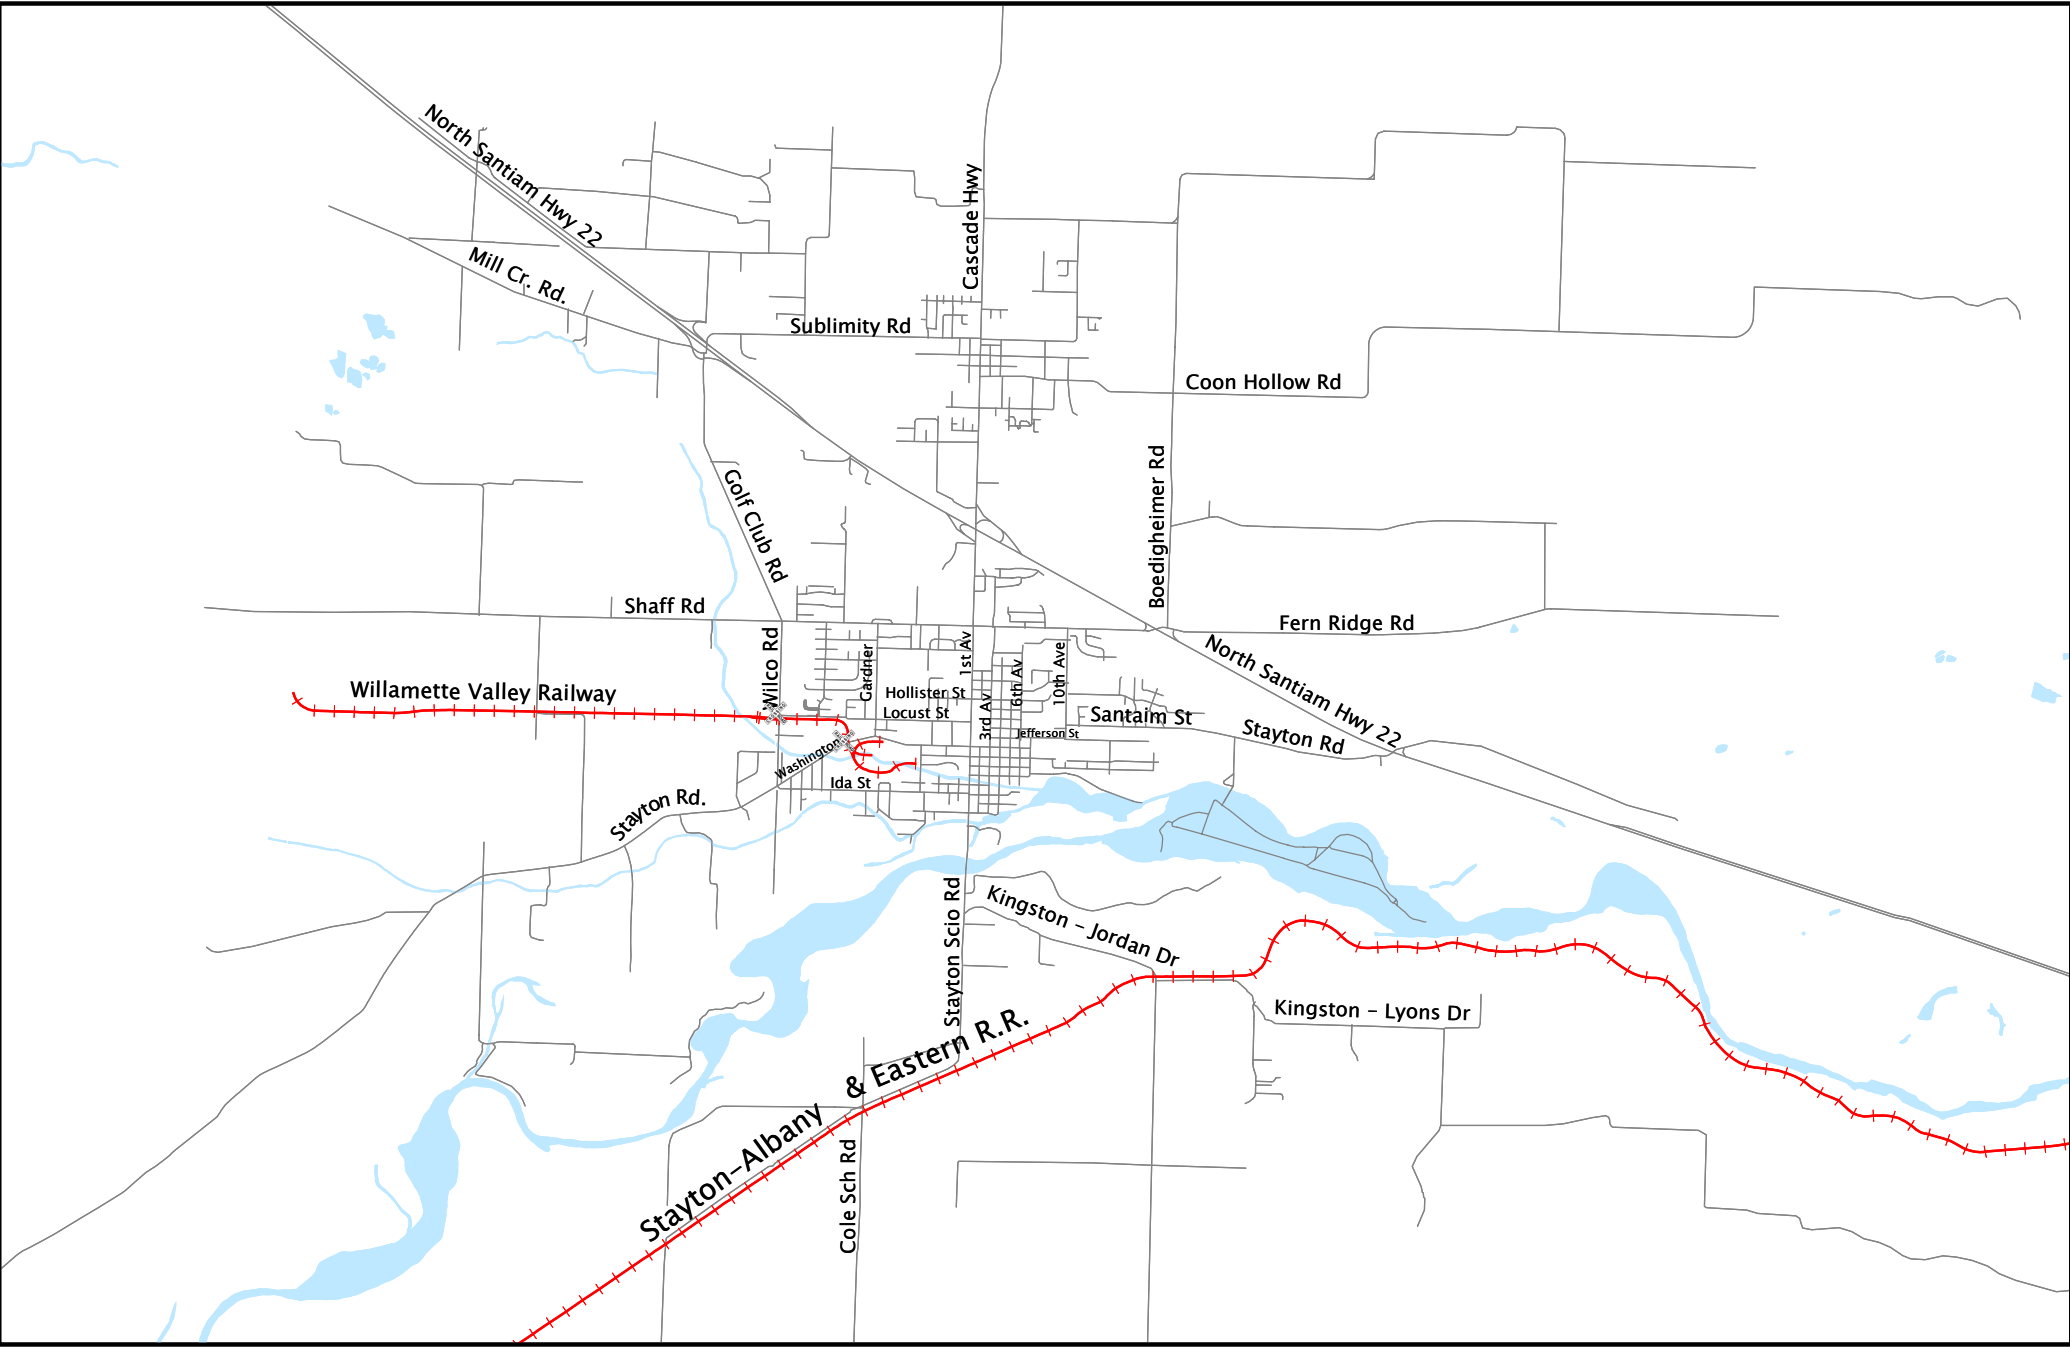 North Santiam Hwy 22
Cascade Hwy
Mill Cr. Rd.
Sublimity Rd
Coon Hollow Rd
Golf Club Rd
Boedigheimer Rd
Shaff Rd
Fern Ridge Rd
Wilco Rd
Gardner
1st Av
6th Av
10th Ave
North Santiam Hwy 22
Willamette Valley Railway
Hollister St
Locust St
3rd Av
Santaim St
Jefferson St
Stayton Rd
Washington
Ida St
Stayton Rd.
Stayton Scio Rd
Kingston - Jordan Dr
Kingston - Lyons Dr
Stayton-Albany & Eastern R.R.
Cole Sch Rd